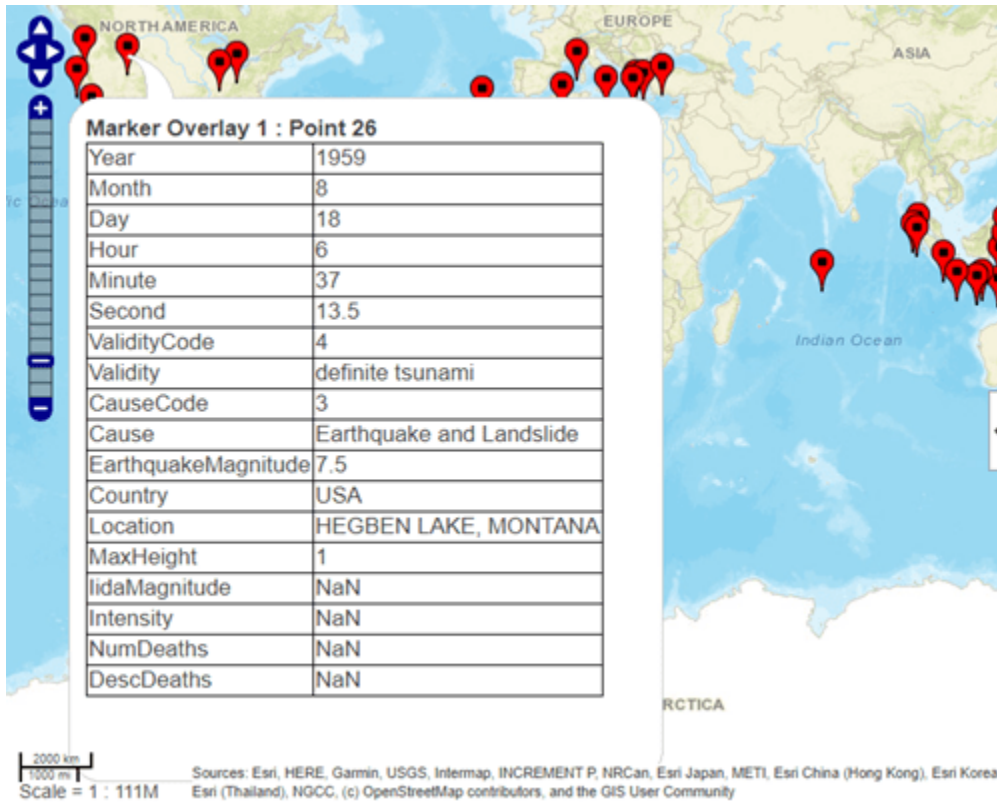 NORTH AMERICA
EUROPE
ASIA
Marker Overlay 1 : Point 26
Year 1959
Month 8
Day 18
Hour 6
Minute 37
Second 13.5
ValidityCode 4
Validity definite tsunami
CauseCode 3
Cause Earthquake and Landslide
EarthquakeMagnitude 7.5
Country USA
Location HEGBEN LAKE, MONTANA
MaxHeight 1
IidaMagnitude NaN
Intensity NaN
NumDeaths NaN
DescDeaths NaN
Indian Ocean
RCTICA
2000 km
1000 mi
Scale = 1 : 111M
Sources: Esri, HERE, Garmin, USGS, Intermap, INCREMENT P, NRCan, Esri Japan, METI, Esri China (Hong Kong), Esri Korea
Esri (Thailand), NGCC, (c) OpenStreetMap contributors, and the GIS User Community